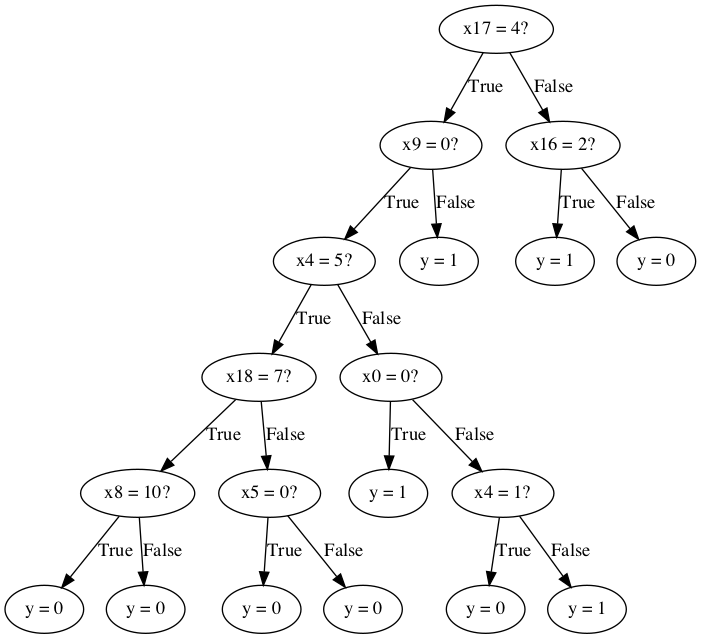 x17 = 4?
True
False
x9 = 0?
x16 = 2?
True
False
True
False
x4 = 5?
y = 1
y = 1
y = 0
True
False
x18 = 7?
x0 = 0?
True
False
True
False
x8 = 10?
x5 = 0?
y = 1
x4 = 1?
True
False
True
False
True
False
y = 0
y = 0
y = 0
y = 0
y = 0
y = 1